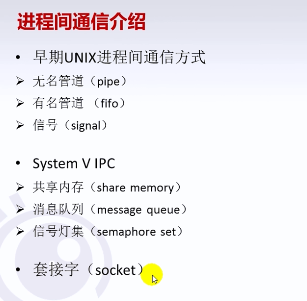 进程间通信介绍
• 早期UNIX进程间通信方式
➢ 无名管道（pipe）
➢ 有名管道 （fifo）
➢ 信号（signal）
• System V IPC
➢ 共享内存（share memory）
➢ 消息队列（message queue）
➢ 信号灯集（semaphore set）
• 套接字（socket）